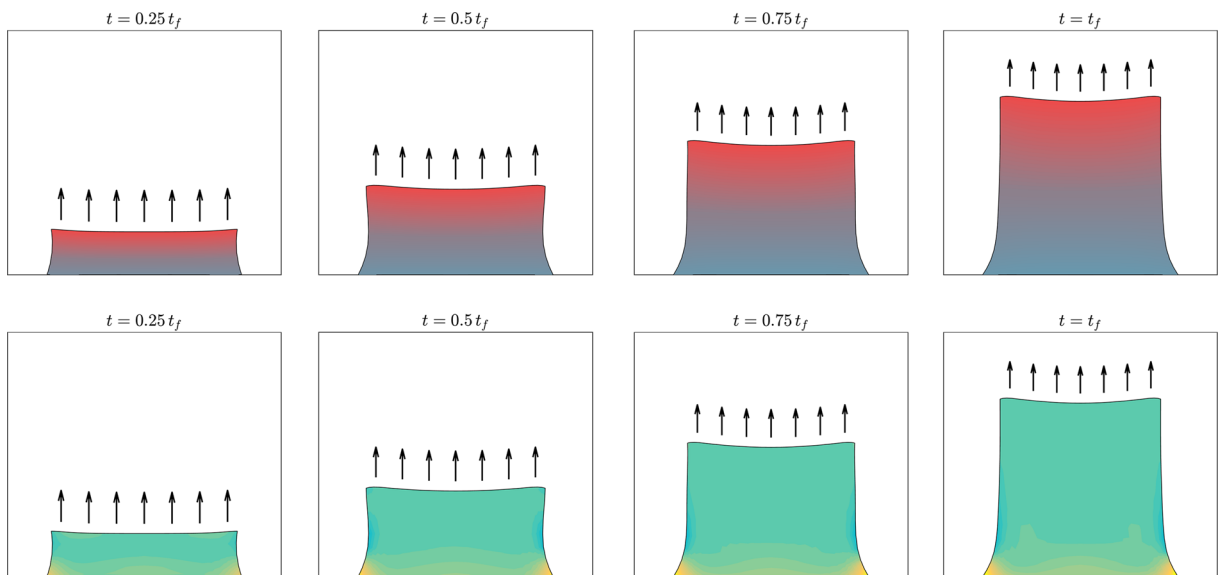 t = 0.25 t_f
t = 0.5 t_f
t = 0.75 t_f
t = t_f
t = 0.25 t_f
t = 0.5 t_f
t = 0.75 t_f
t = t_f